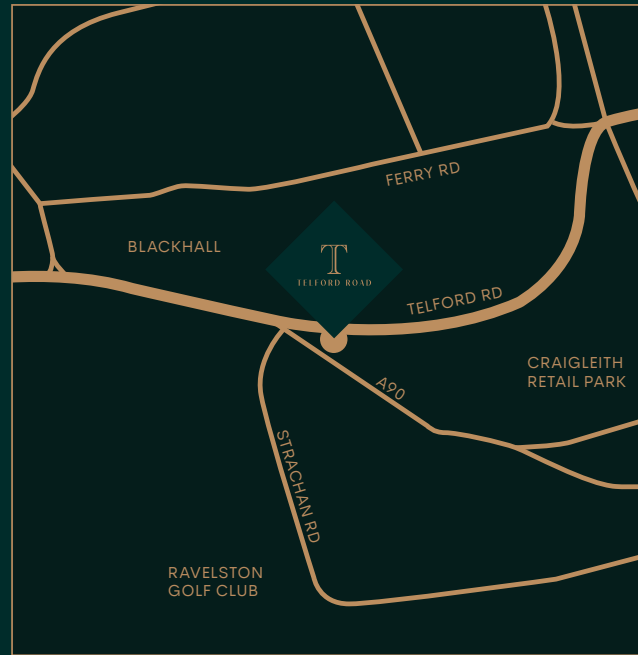 FERRY RD
BLACKHALL
T
TELFORD ROAD
TELFORD RD
CRAIGLEITH
RETAIL PARK
A90
STRACHAN RD
RAVELSTON
GOLF CLUB